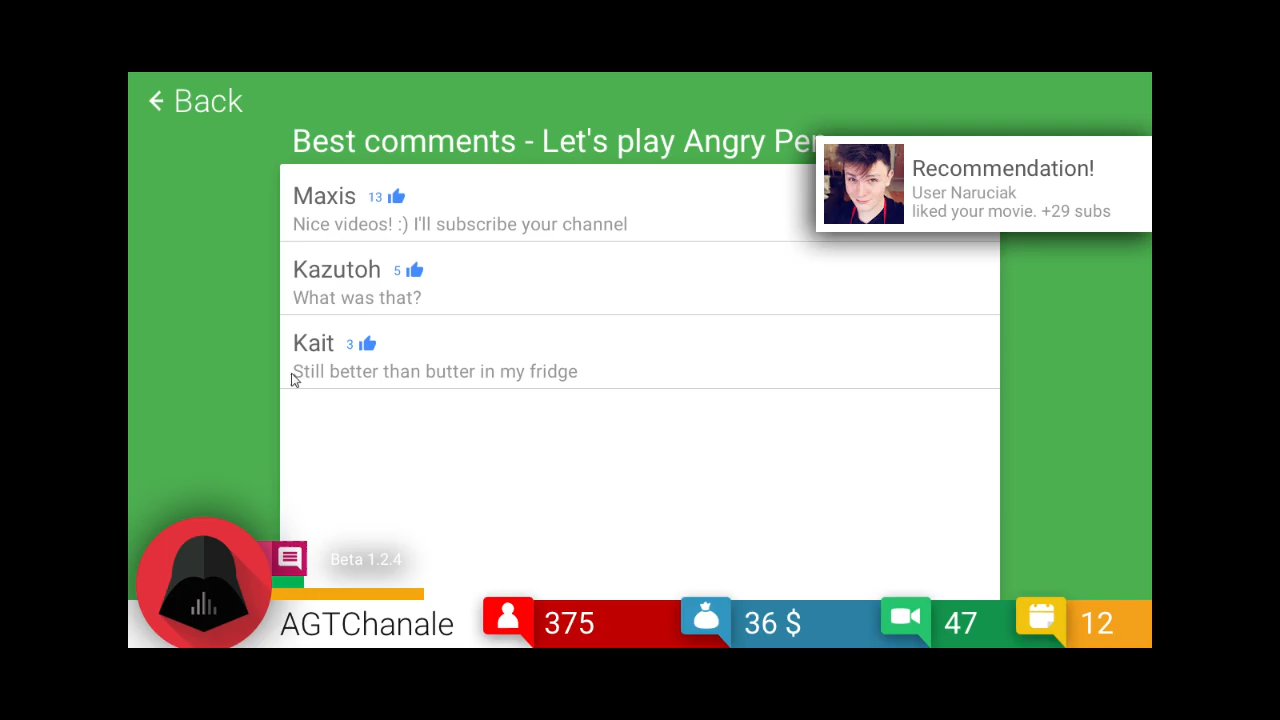 Back
Best comments - Let's play Angry Pen
Recommendation!
User Naruciak
liked your movie. +29 subs
Maxis 13
Nice videos! :) I'll subscribe your channel
Kazutoh 5
What was that?
Kait 3
Still better than butter in my fridge
Beta 1.2.4
AGTChanale
375
36 $
47
12